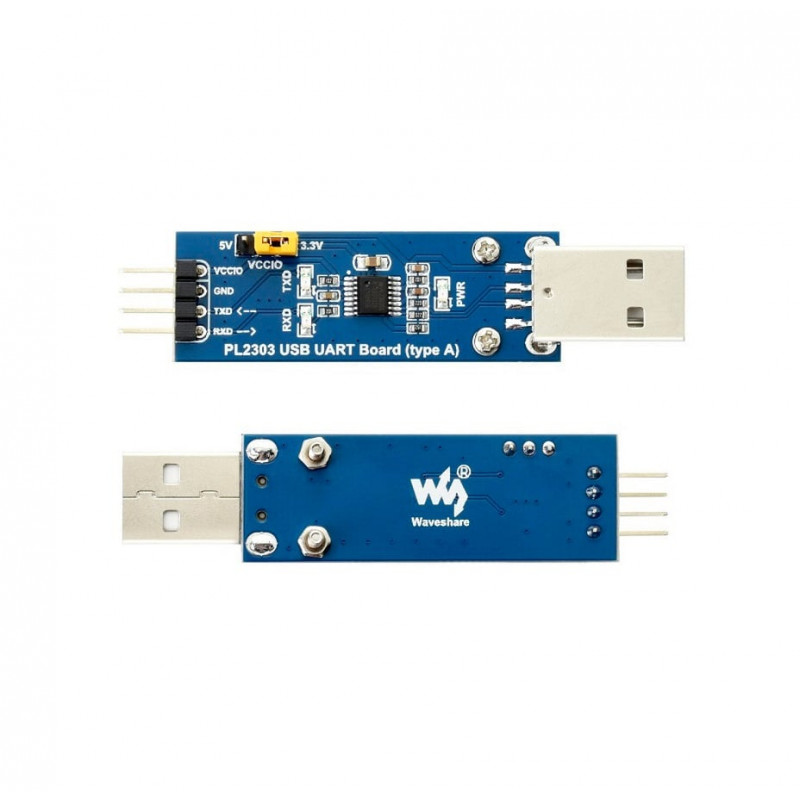 5V
3.3V
VCCIO
VCCIO
GND
TXD <--
RXD -->
TXD
RXD
PWR
PL2303 USB UART Board (type A)
®
Waveshare